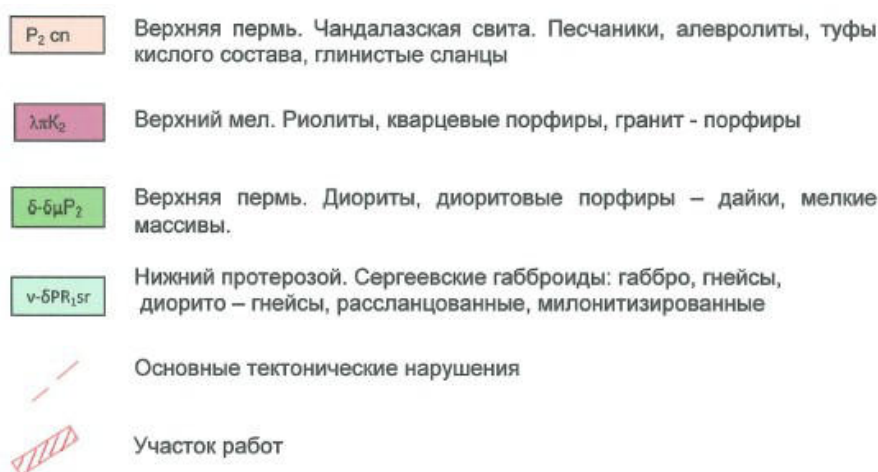 P₂ cn
Верхняя пермь. Чандалазская свита. Песчаники, алевролиты, туфы
кислого состава, глинистые сланцы
λπK₂
Верхний мел. Риолиты, кварцевые порфиры, гранит - порфиры
δ-δμP₂
Верхняя пермь. Диориты, диоритовые порфиры – дайки, мелкие
массивы.
ν-δPR₁sr
Нижний протерозой. Сергеевские габброиды: габбро, гнейсы,
диорито – гнейсы, рассланцованные, милонитизированные
Основные тектонические нарушения
Участок работ